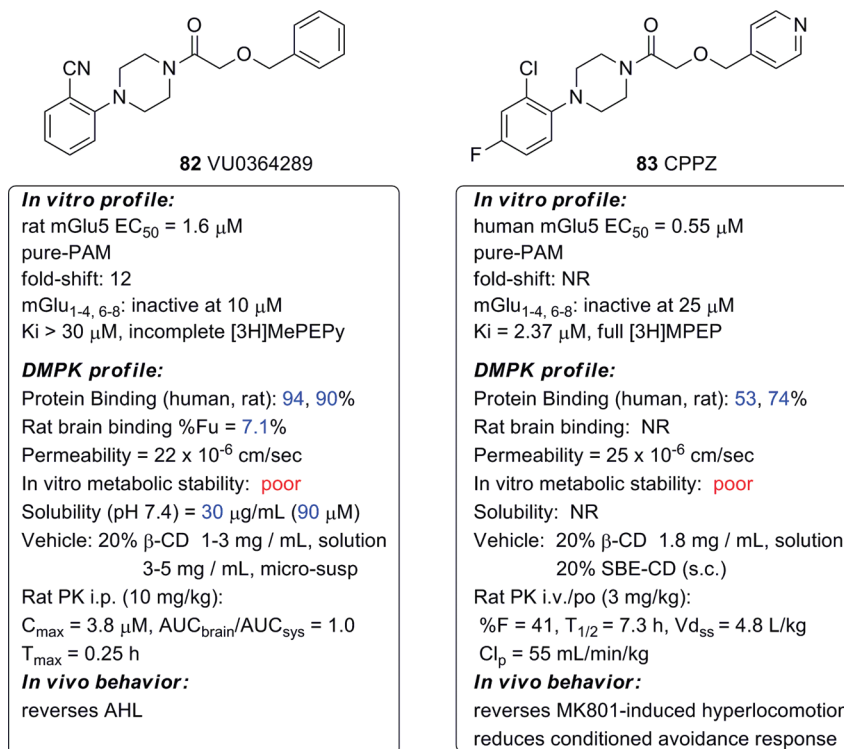 CN
N
N
O
O
82 VU0364289
In vitro profile:
rat mGlu5 EC50 = 1.6 μM
pure-PAM
fold-shift: 12
mGlu1-4, 6-8: inactive at 10 μM
Ki > 30 μM, incomplete [3H]MePEPy
DMPK profile:
Protein Binding (human, rat): 94, 90%
Rat brain binding %Fu = 7.1%
Permeability = 22 x 10-6 cm/sec
In vitro metabolic stability: poor
Solubility (pH 7.4) = 30 μg/mL (90 μM)
Vehicle: 20% β-CD 1-3 mg / mL, solution
3-5 mg / mL, micro-susp
Rat PK i.p. (10 mg/kg):
Cmax = 3.8 μM, AUCbrain/AUCsys = 1.0
Tmax = 0.25 h
In vivo behavior:
reverses AHL
F
Cl
N
N
O
O
N
83 CPPZ
In vitro profile:
human mGlu5 EC50 = 0.55 μM
pure-PAM
fold-shift: NR
mGlu1-4, 6-8: inactive at 25 μM
Ki = 2.37 μM, full [3H]MPEP
DMPK profile:
Protein Binding (human, rat): 53, 74%
Rat brain binding: NR
Permeability = 25 x 10-6 cm/sec
In vitro metabolic stability: poor
Solubility: NR
Vehicle: 20% β-CD 1.8 mg / mL, solution
20% SBE-CD (s.c.)
Rat PK i.v./po (3 mg/kg):
%F = 41, T1/2 = 7.3 h, Vdss = 4.8 L/kg
Clp = 55 mL/min/kg
In vivo behavior:
reverses MK801-induced hyperlocomotion
reduces conditioned avoidance response